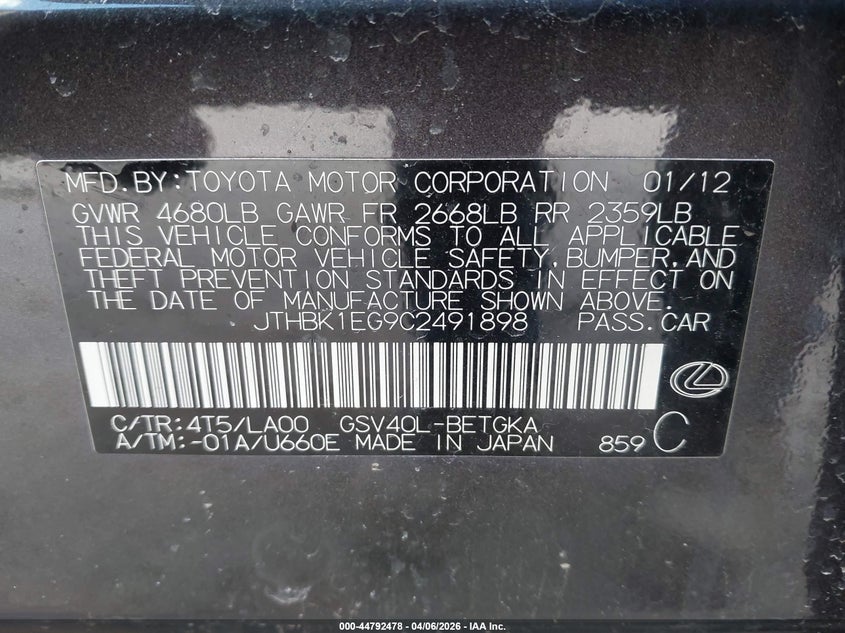 MFD.BY:TOYOTA MOTOR CORPORATION 01/12
GVWR 4680LB GAWR FR 2668LB RR 2359LB
THIS VEHICLE CONFORMS TO ALL APPLICABLE
FEDERAL MOTOR VEHICLE SAFETY,BUMPER,AND
THEFT PREVENTION STANDARDS IN EFFECT ON
THE DATE OF MANUFACTURE SHOWN ABOVE.
JTHBK1EG9C2491898 PASS.CAR
C/TR:4T5/LA00 GSV40L-BETGKA
A/TM:-01A/U660E MADE IN JAPAN 859 C
000-44792478 - 04/06/2026 - IAA Inc.